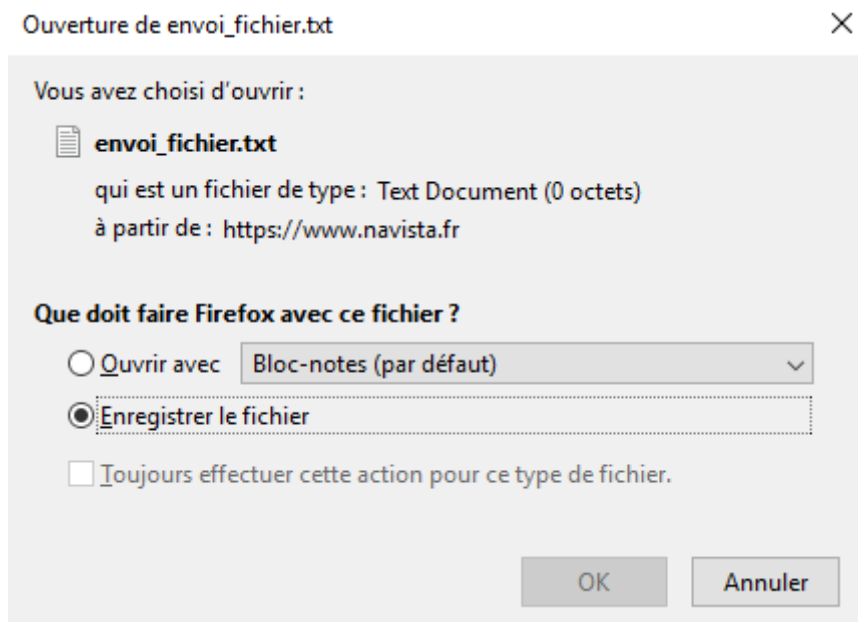 Ouverture de envoi_fichier.txt
Vous avez choisi d'ouvrir :
envoi_fichier.txt
qui est un fichier de type : Text Document (0 octets)
à partir de : https://www.navista.fr
Que doit faire Firefox avec ce fichier ?
Ouvrir avec Bloc-notes (par défaut)
Enregistrer le fichier
Toujours effectuer cette action pour ce type de fichier.
OK Annuler